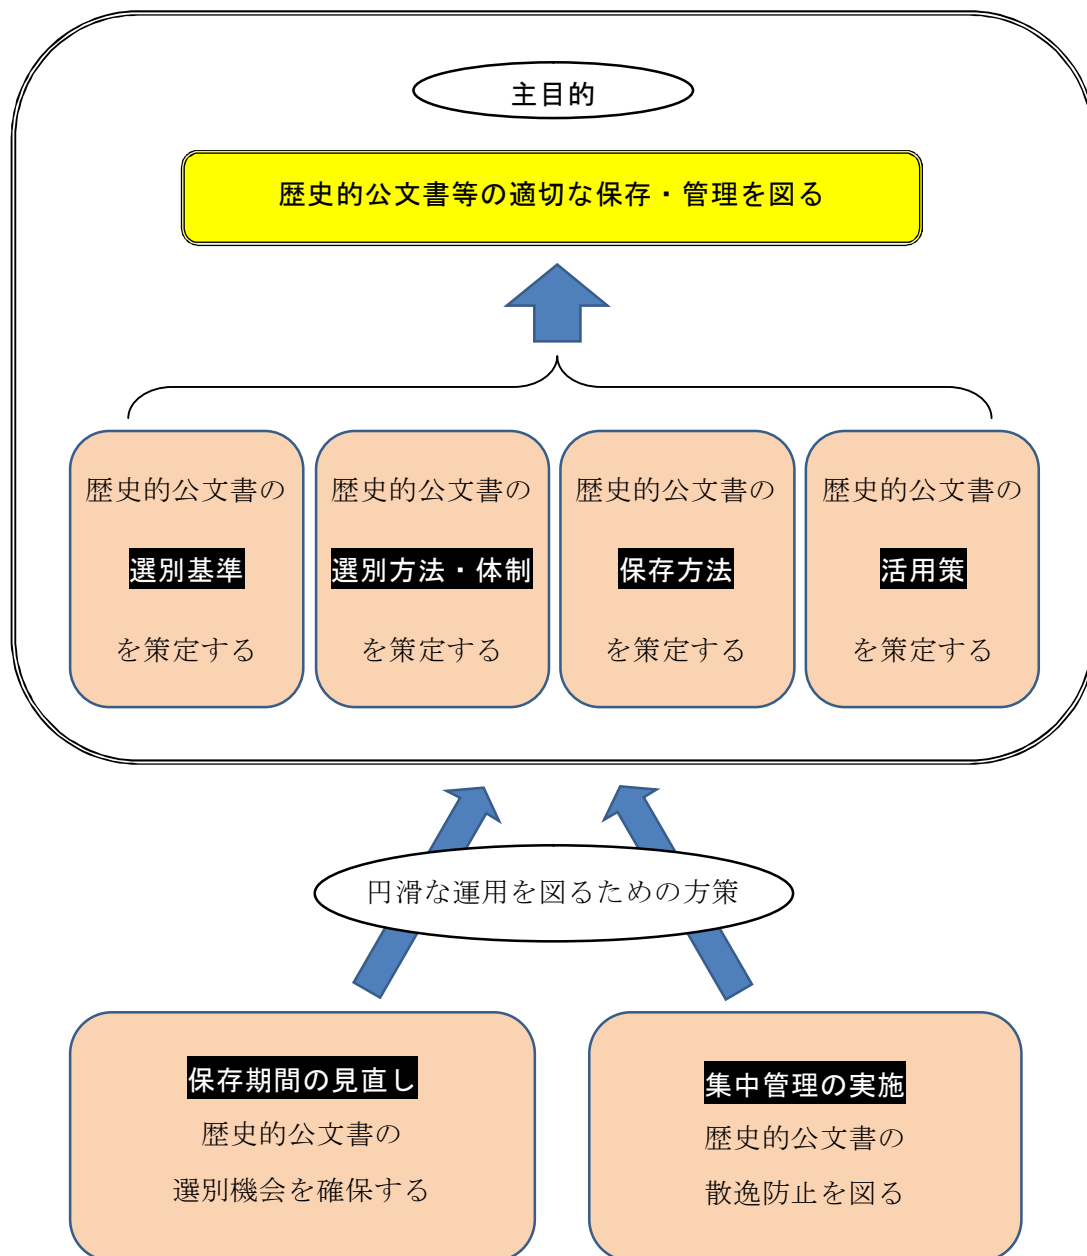 主目的
歴史的公文書等の適切な保存・管理を図る
歴史的公文書の
選別基準
を策定する
歴史的公文書の
選別方法・体制
を策定する
歴史的公文書の
保存方法
を策定する
歴史的公文書の
活用策
を策定する
円滑な運用を図るための方策
保存期間の見直し
歴史的公文書の
選別機会を確保する
集中管理の実施
歴史的公文書の
散逸防止を図る